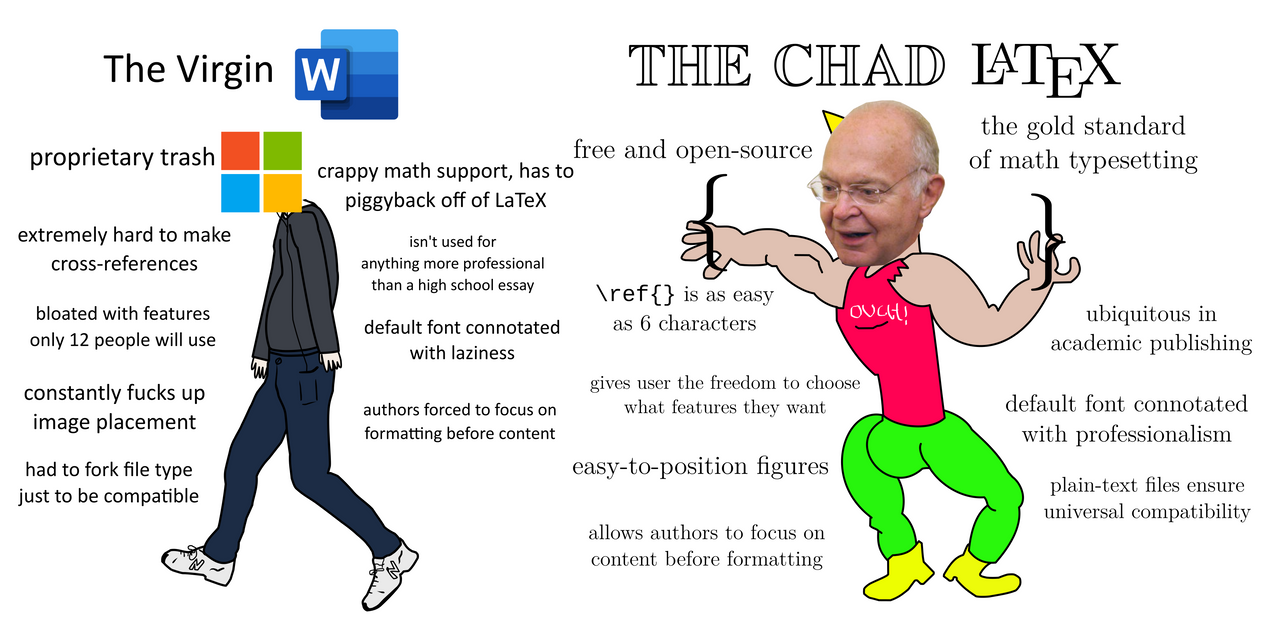 The Virgin W
proprietary trash
crappy math support, has to
piggyback off of LaTeX
extremely hard to make
cross-references
isn't used for
anything more professional
than a high school essay
bloated with features
only 12 people will use
default font connotated
with laziness
constantly fucks up
image placement
authors forced to focus on
formatting before content
had to fork file type
just to be compatible
THE CHAD LATEX
free and open-source
the gold standard
of math typesetting
{ }
\ref{} is as easy
as 6 characters
OUCH!
ubiquitous in
academic publishing
gives user the freedom to choose
what features they want
default font connotated
with professionalism
easy-to-position figures
plain-text files ensure
universal compatibility
allows authors to focus on
content before formatting